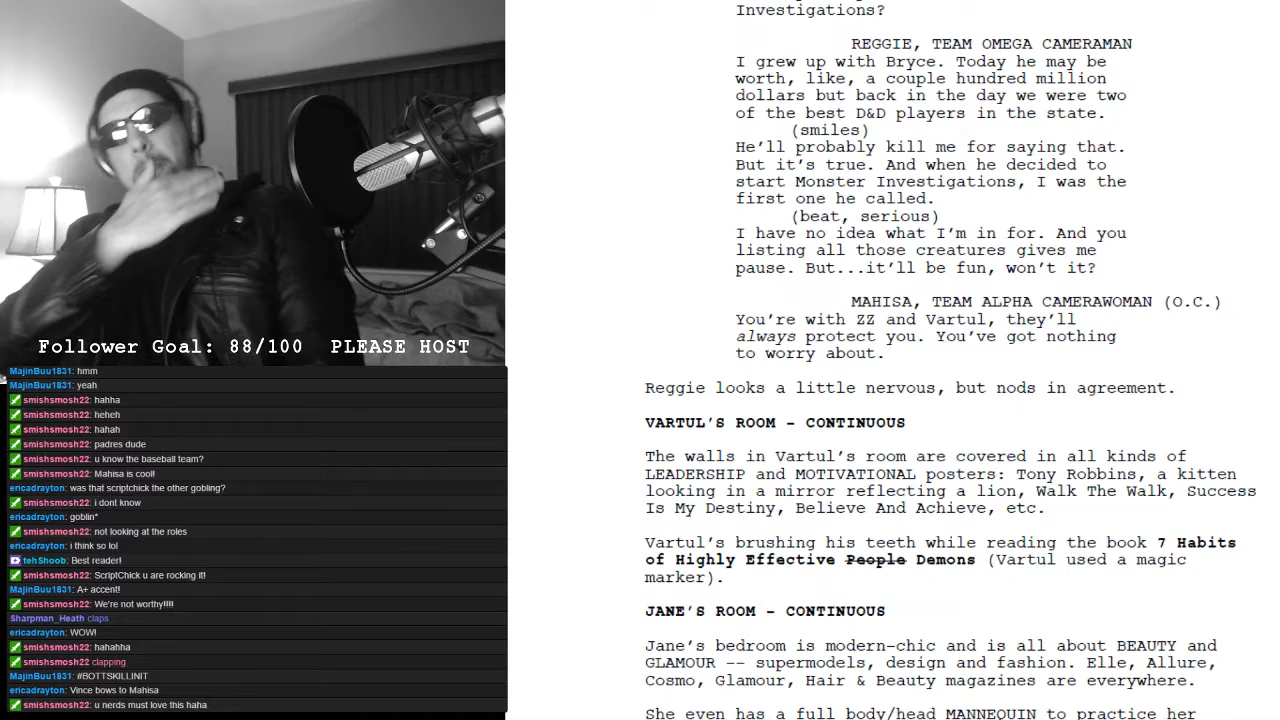 Follower Goal: 88/100 PLEASE HOST
MajinBuu1831: hmm
MajinBuu1831: yeah
smishsmosh22: hahha
smishsmosh22: heheh
smishsmosh22: hahah
smishsmosh22: padres dude
smishsmosh22: u know the baseball team?
smishsmosh22: Mahisa is cool!
ericadrayton: was that scriptchick the other gobling?
smishsmosh22: i dont know
ericadrayton: goblin*
smishsmosh22: not looking at the roles
ericadrayton: i think so lol
tehShoob: Best reader!
smishsmosh22: ScriptChick u are rocking it!
MajinBuu1831: A+ accent!
smishsmosh22: We're not worthy!!!!
Sharpman_Heath claps
ericadrayton: WOW!
smishsmosh22: hahahha
smishsmosh22 clapping
MajinBuu1831: #BOTTSKILLINIT
ericadrayton: Vince bows to Mahisa
smishsmosh22: u nerds must love this haha
Investigations?
REGGIE, TEAM OMEGA CAMERAMAN
I grew up with Bryce. Today he may be
worth, like, a couple hundred million
dollars but back in the day we were two
of the best D&D players in the state.
(smiles)
He'll probably kill me for saying that.
But it's true. And when he decided to
start Monster Investigations, I was the
first one he called.
(beat, serious)
I have no idea what I'm in for. And you
listing all those creatures gives me
pause. But...it'll be fun, won't it?
MAHISA, TEAM ALPHA CAMERAWOMAN (O.C.)
You're with ZZ and Vartul, they'll
always protect you. You've got nothing
to worry about.
Reggie looks a little nervous, but nods in agreement.
VARTUL'S ROOM - CONTINUOUS
The walls in Vartul's room are covered in all kinds of
LEADERSHIP and MOTIVATIONAL posters: Tony Robbins, a kitten
looking in a mirror reflecting a lion, Walk The Walk, Success
Is My Destiny, Believe And Achieve, etc.
Vartul's brushing his teeth while reading the book 7 Habits
of Highly Effective People Demons (Vartul used a magic
marker).
JANE'S ROOM - CONTINUOUS
Jane's bedroom is modern-chic and is all about BEAUTY and
GLAMOUR -- supermodels, design and fashion. Elle, Allure,
Cosmo, Glamour, Hair & Beauty magazines are everywhere.
She even has a full body/head MANNEQUIN to practice her